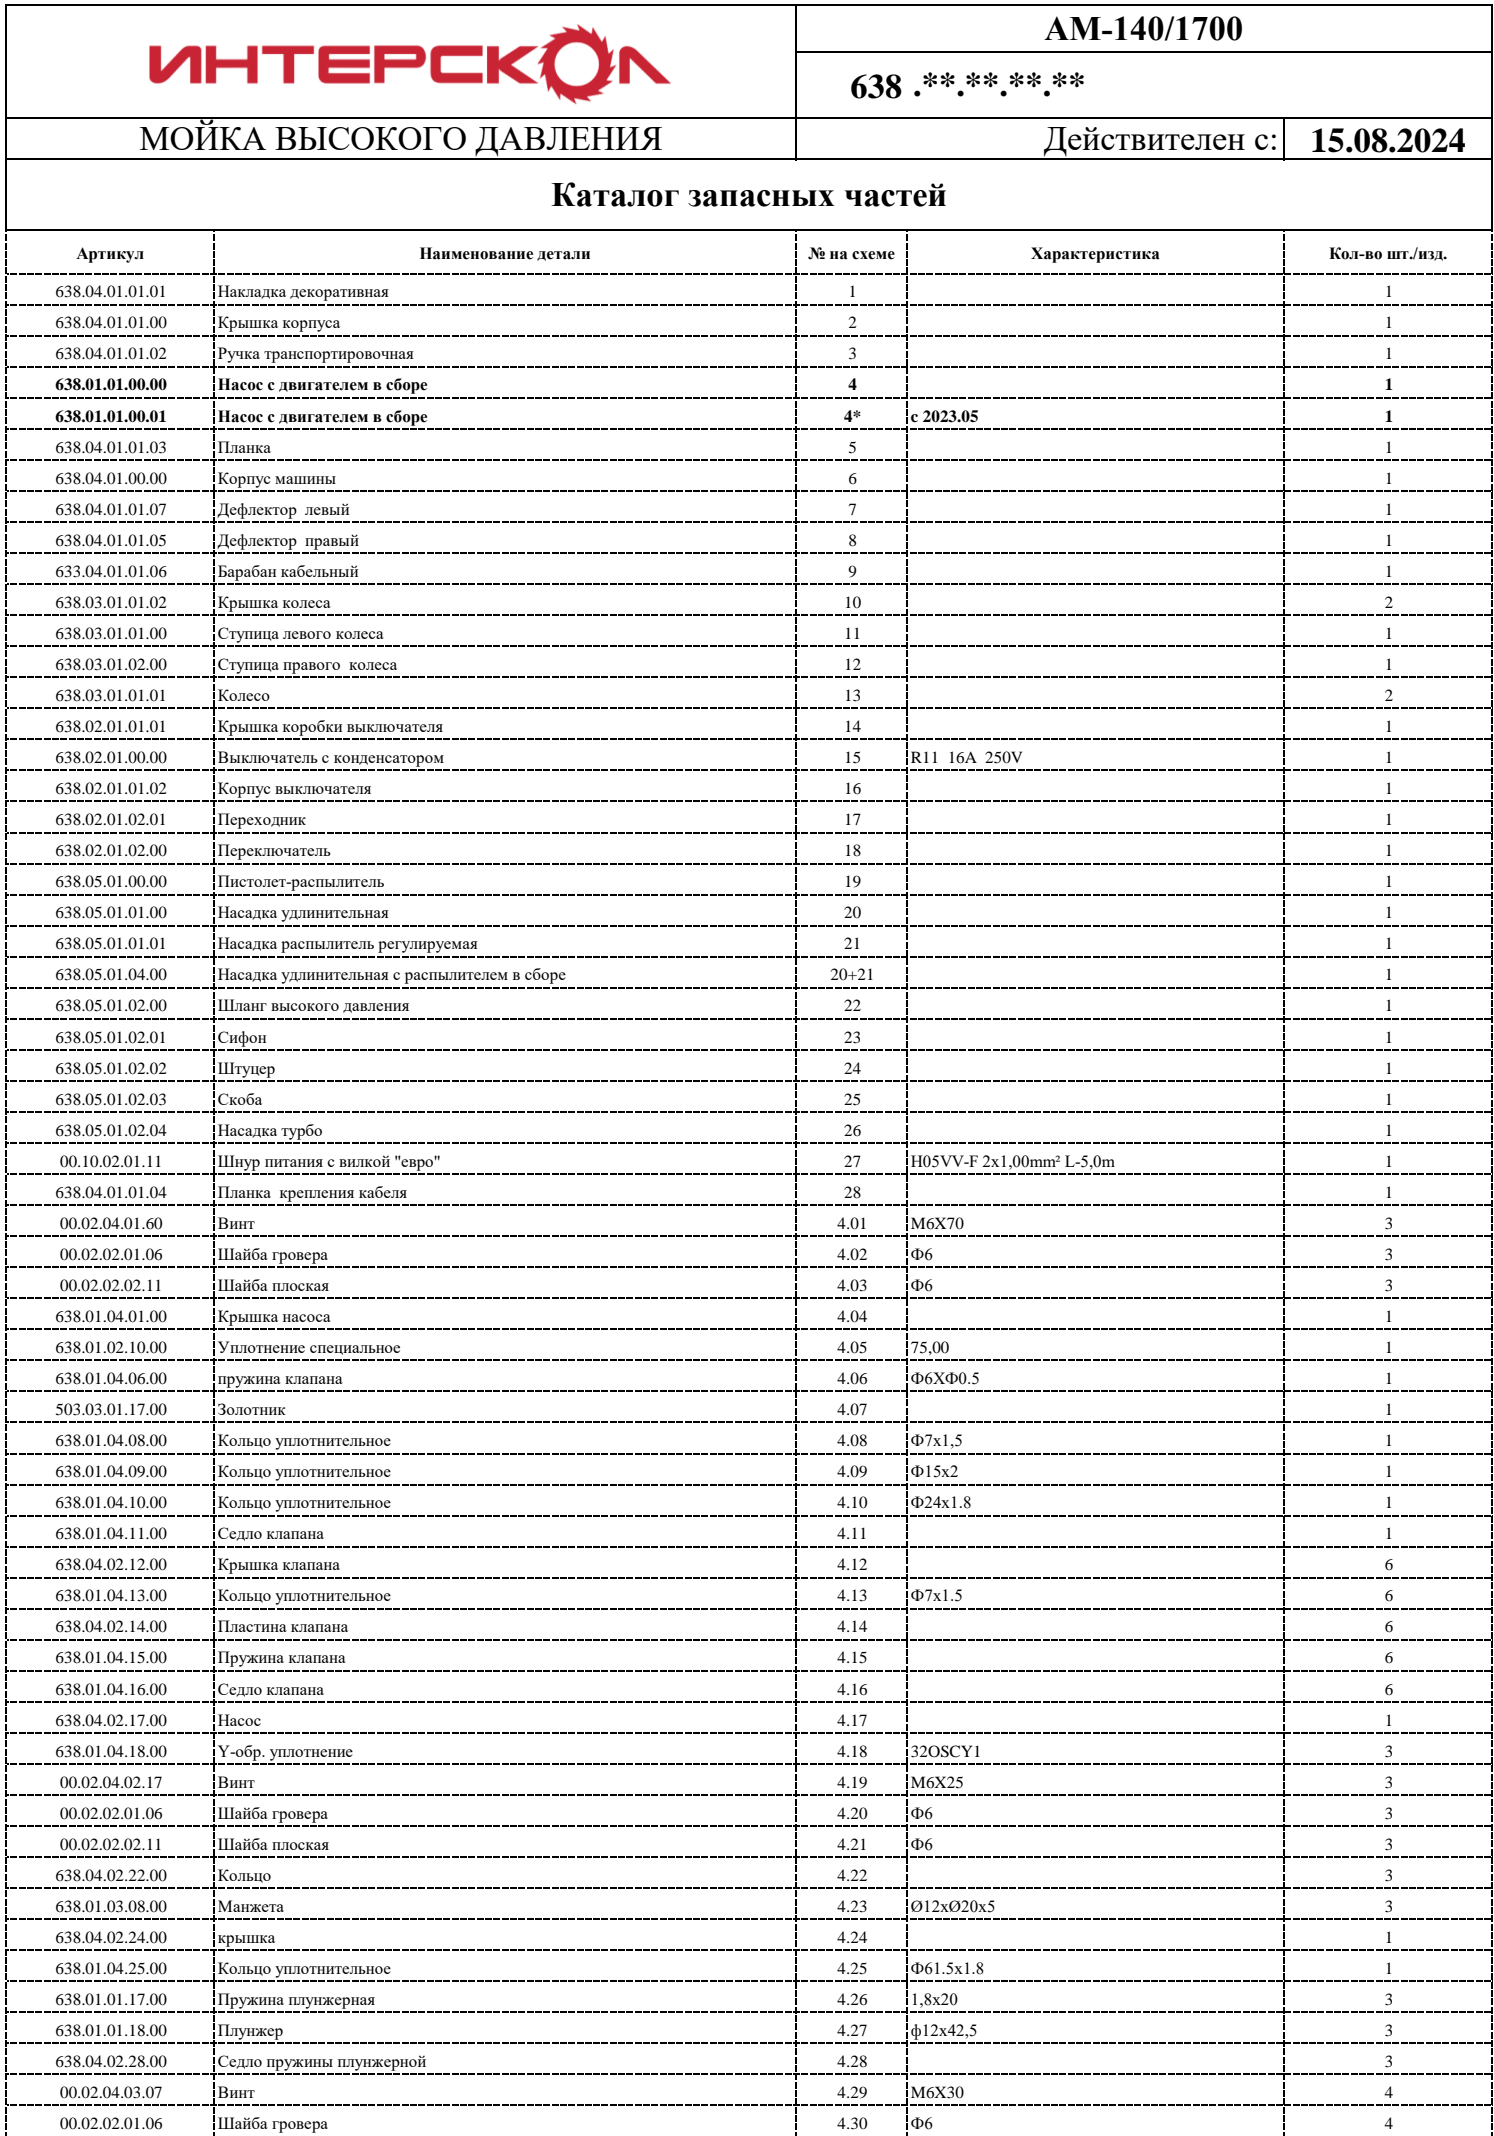 ИНТЕРСКОЛ
АМ-140/1700
638 .**.**.**.**
МОЙКА ВЫСОКОГО ДАВЛЕНИЯ
Действителен с: 15.08.2024
Каталог запасных частей
Артикул Наименование детали № на схеме Характеристика Кол-во шт./изд.
638.04.01.01.01 Накладка декоративная 1 1
638.04.01.01.00 Крышка корпуса 2 1
638.04.01.01.02 Ручка транспортировочная 3 1
638.01.01.00.00 Насос с двигателем в сборе 4 1
638.01.01.00.01 Насос с двигателем в сборе 4* с 2023.05 1
638.04.01.01.03 Планка 5 1
638.04.01.00.00 Корпус машины 6 1
638.04.01.01.07 Дефлектор левый 7 1
638.04.01.01.05 Дефлектор правый 8 1
633.04.01.01.06 Барабан кабельный 9 1
638.03.01.01.02 Крышка колеса 10 2
638.03.01.01.00 Ступица левого колеса 11 1
638.03.01.02.00 Ступица правого колеса 12 1
638.03.01.01.01 Колесо 13 2
638.02.01.01.01 Крышка коробки выключателя 14 1
638.02.01.00.00 Выключатель с конденсатором 15 R11 16A 250V 1
638.02.01.01.02 Корпус выключателя 16 1
638.02.01.02.01 Переходник 17 1
638.02.01.02.00 Переключатель 18 1
638.05.01.00.00 Пистолет-распылитель 19 1
638.05.01.01.00 Насадка удлинительная 20 1
638.05.01.01.01 Насадка распылитель регулируемая 21 1
638.05.01.04.00 Насадка удлинительная с распылителем в сборе 20+21 1
638.05.01.02.00 Шланг высокого давления 22 1
638.05.01.02.01 Сифон 23 1
638.05.01.02.02 Штуцер 24 1
638.05.01.02.03 Скоба 25 1
638.05.01.02.04 Насадка турбо 26 1
00.10.02.01.11 Шнур питания с вилкой "евро" 27 H05VV-F 2x1,00mm² L-5,0m 1
638.04.01.01.04 Планка крепления кабеля 28 1
00.02.04.01.60 Винт 4.01 M6X70 3
00.02.02.01.06 Шайба гровера 4.02 Ф6 3
00.02.02.02.11 Шайба плоская 4.03 Ф6 3
638.01.04.01.00 Крышка насоса 4.04 1
638.01.02.10.00 Уплотнение специальное 4.05 75,00 1
638.01.04.06.00 пружина клапана 4.06 Ф6ХФ0.5 1
503.03.01.17.00 Золотник 4.07 1
638.01.04.08.00 Кольцо уплотнительное 4.08 Ф7х1,5 1
638.01.04.09.00 Кольцо уплотнительное 4.09 Ф15х2 1
638.01.04.10.00 Кольцо уплотнительное 4.10 Ф24х1.8 1
638.01.04.11.00 Седло клапана 4.11 1
638.04.02.12.00 Крышка клапана 4.12 6
638.01.04.13.00 Кольцо уплотнительное 4.13 Ф7х1.5 6
638.04.02.14.00 Пластина клапана 4.14 6
638.01.04.15.00 Пружина клапана 4.15 6
638.01.04.16.00 Седло клапана 4.16 6
638.04.02.17.00 Насос 4.17 1
638.01.04.18.00 Y-обр. уплотнение 4.18 32OSCY1 3
00.02.04.02.17 Винт 4.19 M6X25 3
00.02.02.01.06 Шайба гровера 4.20 Ф6 3
00.02.02.02.11 Шайба плоская 4.21 Ф6 3
638.04.02.22.00 Кольцо 4.22 3
638.01.03.08.00 Манжета 4.23 Ø12xØ20x5 3
638.04.02.24.00 крышка 4.24 1
638.01.04.25.00 Кольцо уплотнительное 4.25 Ф61.5х1.8 1
638.01.01.17.00 Пружина плунжерная 4.26 1,8х20 3
638.01.01.18.00 Плунжер 4.27 ф12х42,5 3
638.04.02.28.00 Седло пружины плунжерной 4.28 3
00.02.04.03.07 Винт 4.29 M6X30 4
00.02.02.01.06 Шайба гровера 4.30 Ф6 4